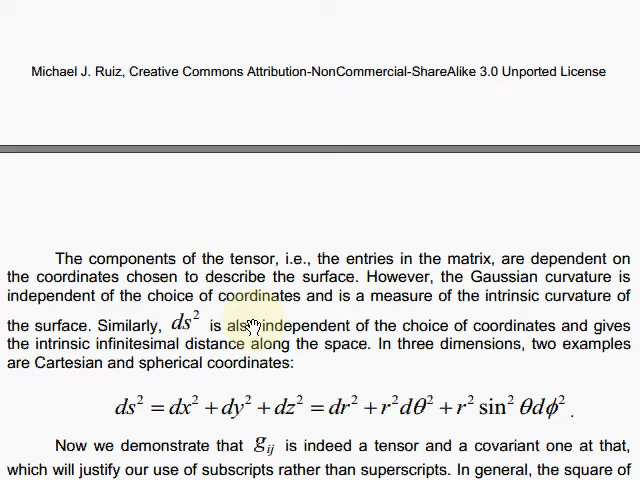 Michael J. Ruiz, Creative Commons Attribution-NonCommercial-ShareAlike 3.0 Unported License
The components of the tensor, i.e., the entries in the matrix, are dependent on
the coordinates chosen to describe the surface. However, the Gaussian curvature is
independent of the choice of coordinates and is a measure of the intrinsic curvature of
the surface. Similarly, ds² is also independent of the choice of coordinates and gives
the intrinsic infinitesimal distance along the space. In three dimensions, two examples
are Cartesian and spherical coordinates:
ds² = dx² + dy² + dz² = dr² + r²dθ² + r² sin² θdϕ² .
Now we demonstrate that gᵢⱼ is indeed a tensor and a covariant one at that,
which will justify our use of subscripts rather than superscripts. In general, the square of